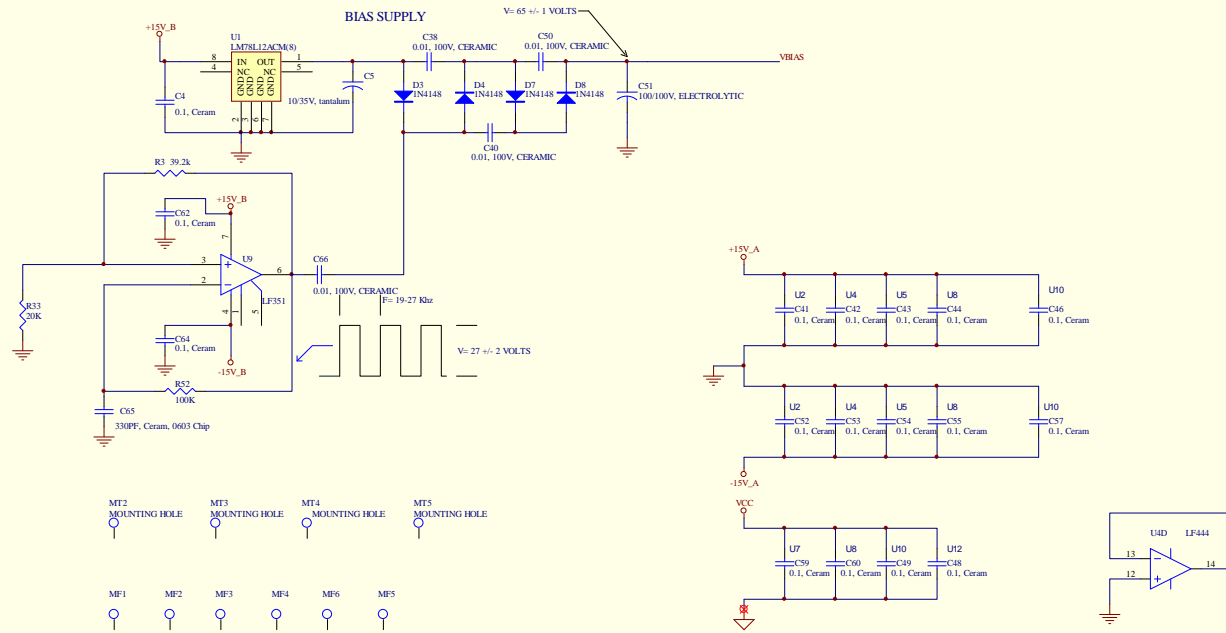 BIAS SUPPLY
V= 65 +/- 1 VOLTS
+15V_B
U1
LM78L12ACM(8)
8
IN
OUT
1
4
NC
NC
5
GND
GND
GND
GND
2
3
6
7
C4
0.1, Ceram
C5
10/35V, tantalum
C38
0.01, 100V, CERAMIC
C50
0.01, 100V, CERAMIC
VBIAS
D3
1N4148
D4
1N4148
D7
1N4148
D8
1N4148
C51
100/100V, ELECTROLYTIC
C40
0.01, 100V, CERAMIC
R3 39.2k
+15V_B
C62
0.1, Ceram
7
3
+
U9
6
2
−
LF351
4
1
5
C66
0.01, 100V, CERAMIC
F= 19-27 Khz
V= 27 +/- 2 VOLTS
R33
20K
C64
0.1, Ceram
-15V_B
R52
100K
C65
330PF, Ceram, 0603 Chip
+15V_A
U2
C41
0.1, Ceram
U4
C42
0.1, Ceram
U5
C43
0.1, Ceram
U8
C44
0.1, Ceram
U10
C46
0.1, Ceram
U2
C52
0.1, Ceram
U4
C53
0.1, Ceram
U5
C54
0.1, Ceram
U8
C55
0.1, Ceram
U10
C57
0.1, Ceram
-15V_A
MT2
MOUNTING HOLE
MT3
MOUNTING HOLE
MT4
MOUNTING HOLE
MT5
MOUNTING HOLE
VCC
U7
C59
0.1, Ceram
U8
C60
0.1, Ceram
U10
C49
0.1, Ceram
U12
C48
0.1, Ceram
U4D
LF444
13
−
12
+
14
MF1
MF2
MF3
MF4
MF6
MF5